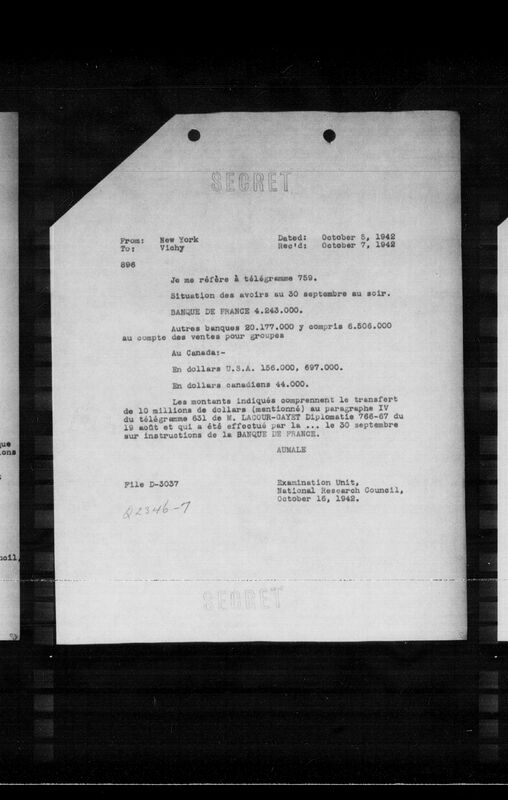 SECRET
From: New York Dated: October 5, 1942
To: Vichy Rec'd: October 7, 1942
896
Je me réfère à télégramme 759.
Situation des avoirs au 30 septembre au soir.
BANQUE DE FRANCE 4.243.000.
Autres banques 20.177.000 y compris 6.506.000
au compte des ventes pour groupes
Au Canada:-
En dollars U.S.A. 156.000, 697.000.
En dollars canadiens 44.000.
Les montants indiqués comprennent le transfert
de 10 millions de dollars (mentionné) au paragraphe IV
du télégramme 631 de M. LACOUR-GAYET Diplomatie 766-67 du
19 août et qui a été effectué par la ... le 30 septembre
sur instructions de la BANQUE DE FRANCE.
AUMALE
File D-3037 Examination Unit,
National Research Council,
October 16, 1942.
Q2346-7
SECRET
que
ons
oil,